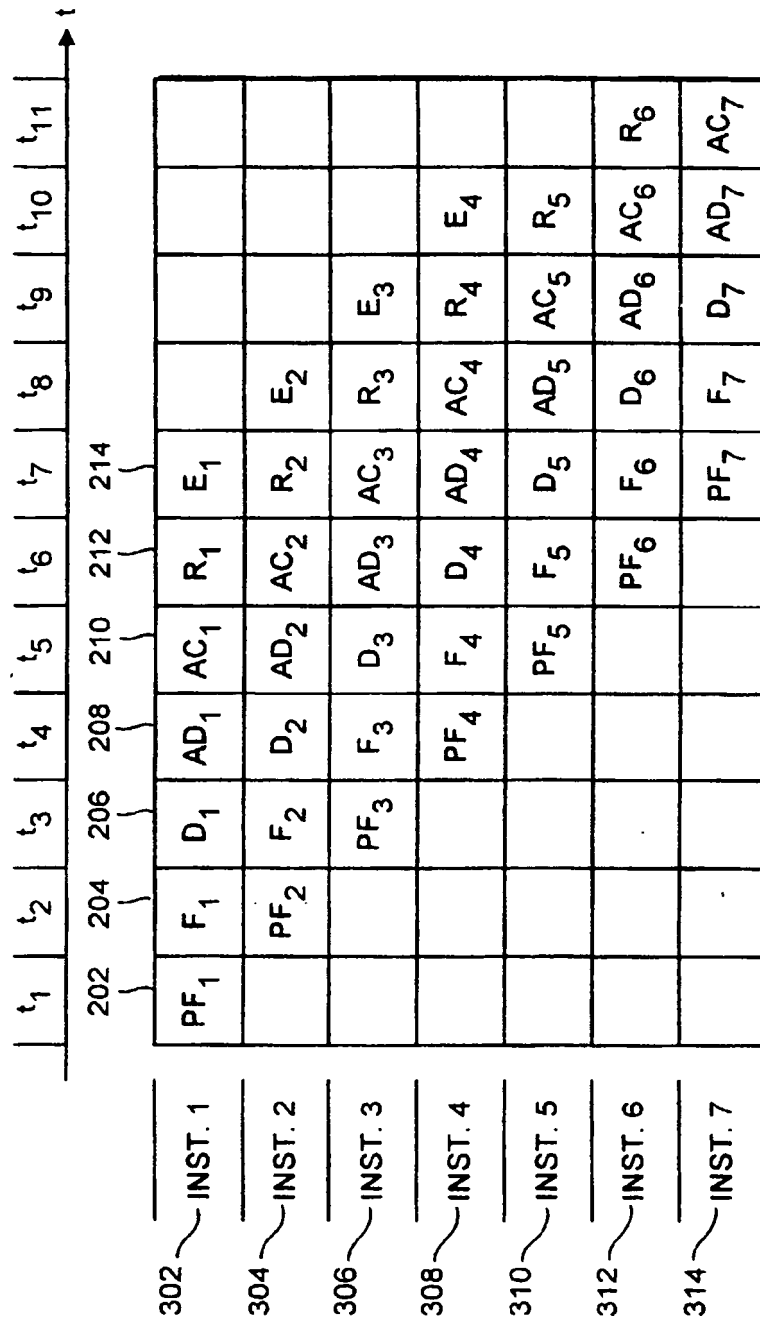 t1 t2 t3 t4 t5 t6 t7 t8 t9 t10 t11
t
202 204 206 208 210 212 214
302 INST. 1 PF1 F1 D1 AD1 AC1 R1 E1
304 INST. 2 PF2 F2 D2 AD2 AC2 R2 E2
306 INST. 3 PF3 F3 D3 AD3 AC3 R3 E3
308 INST. 4 PF4 F4 D4 AD4 AC4 R4 E4
310 INST. 5 PF5 F5 D5 AD5 AC5 R5
312 INST. 6 PF6 F6 D6 AD6 AC6 R6
314 INST. 7 PF7 F7 D7 AD7 AC7